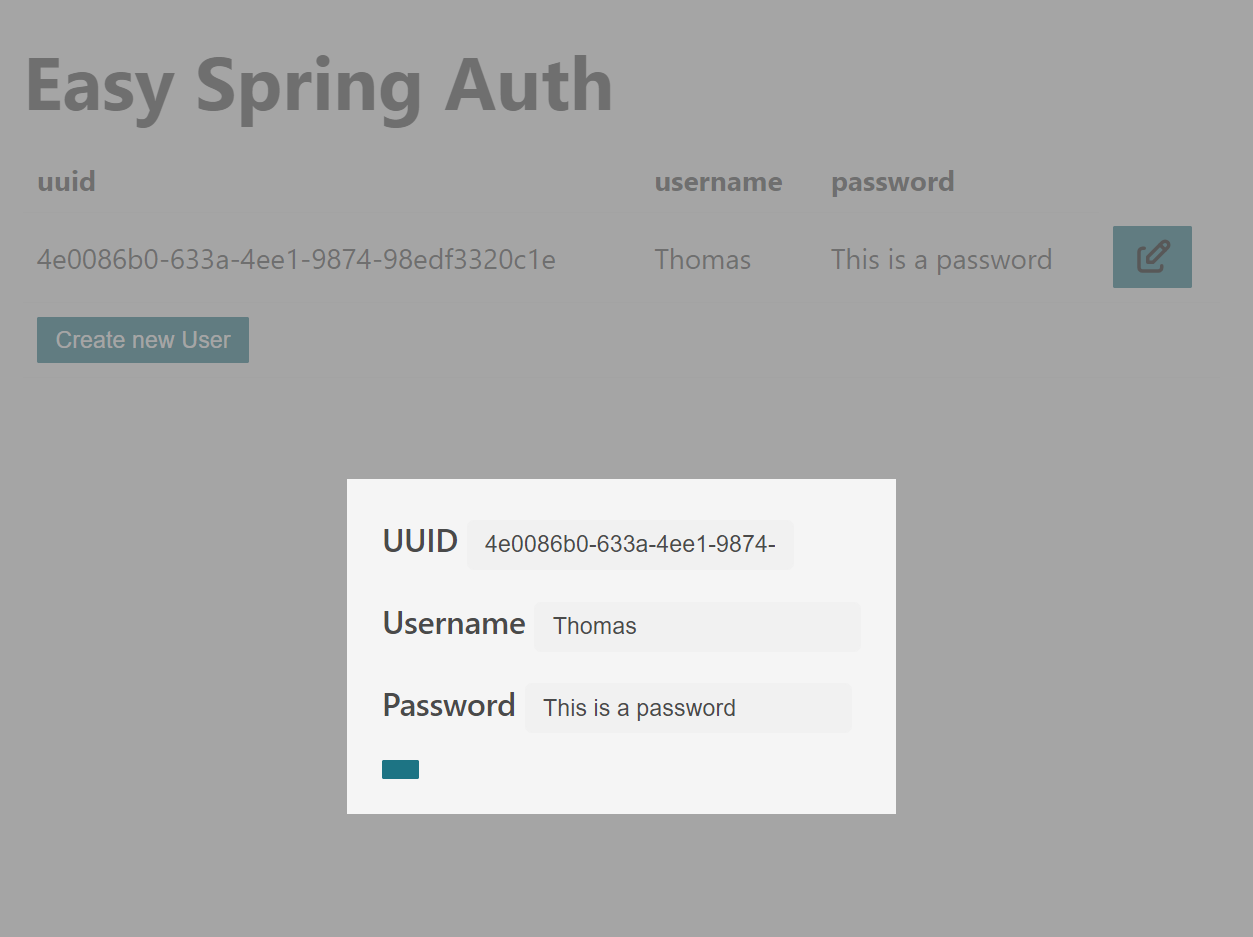 Easy Spring Auth
uuid username password
4e0086b0-633a-4ee1-9874-98edf3320c1e Thomas This is a password
Create new User
UUID 4e0086b0-633a-4ee1-9874-
Username Thomas
Password This is a password